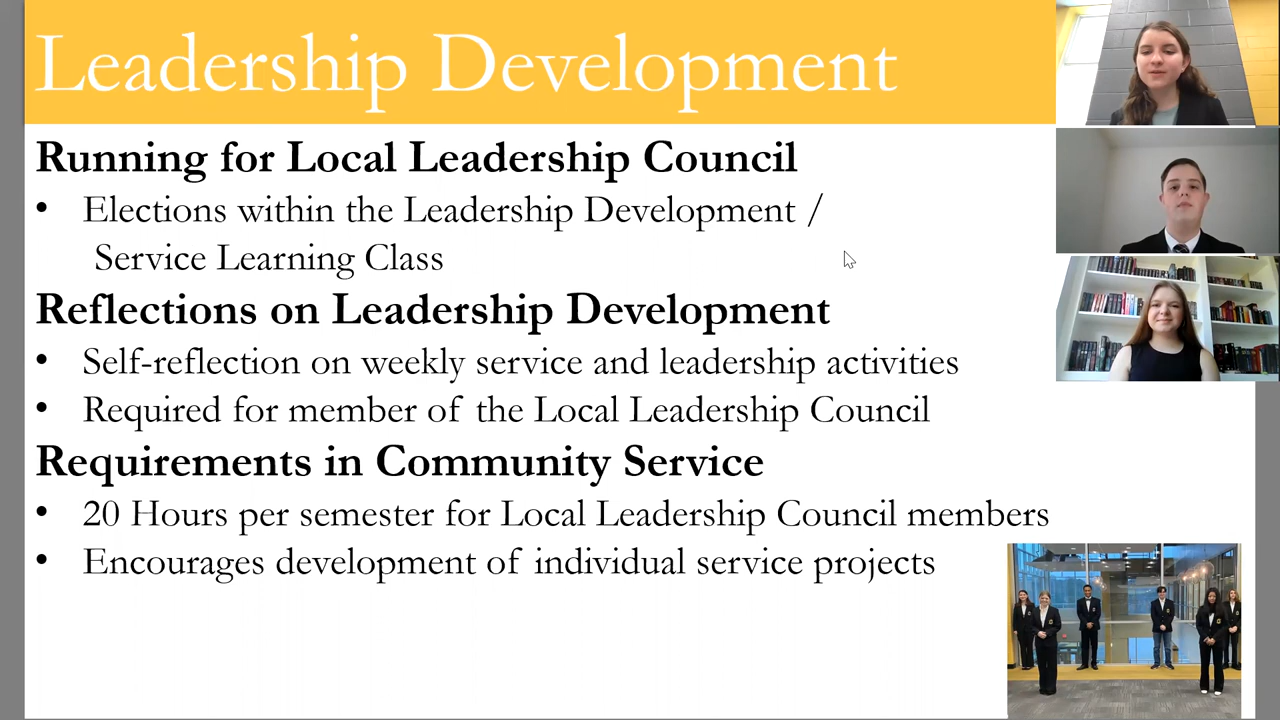 Leadership Development
Running for Local Leadership Council
• Elections within the Leadership Development /
Service Learning Class
Reflections on Leadership Development
• Self-reflection on weekly service and leadership activities
• Required for member of the Local Leadership Council
Requirements in Community Service
• 20 Hours per semester for Local Leadership Council members
• Encourages development of individual service projects